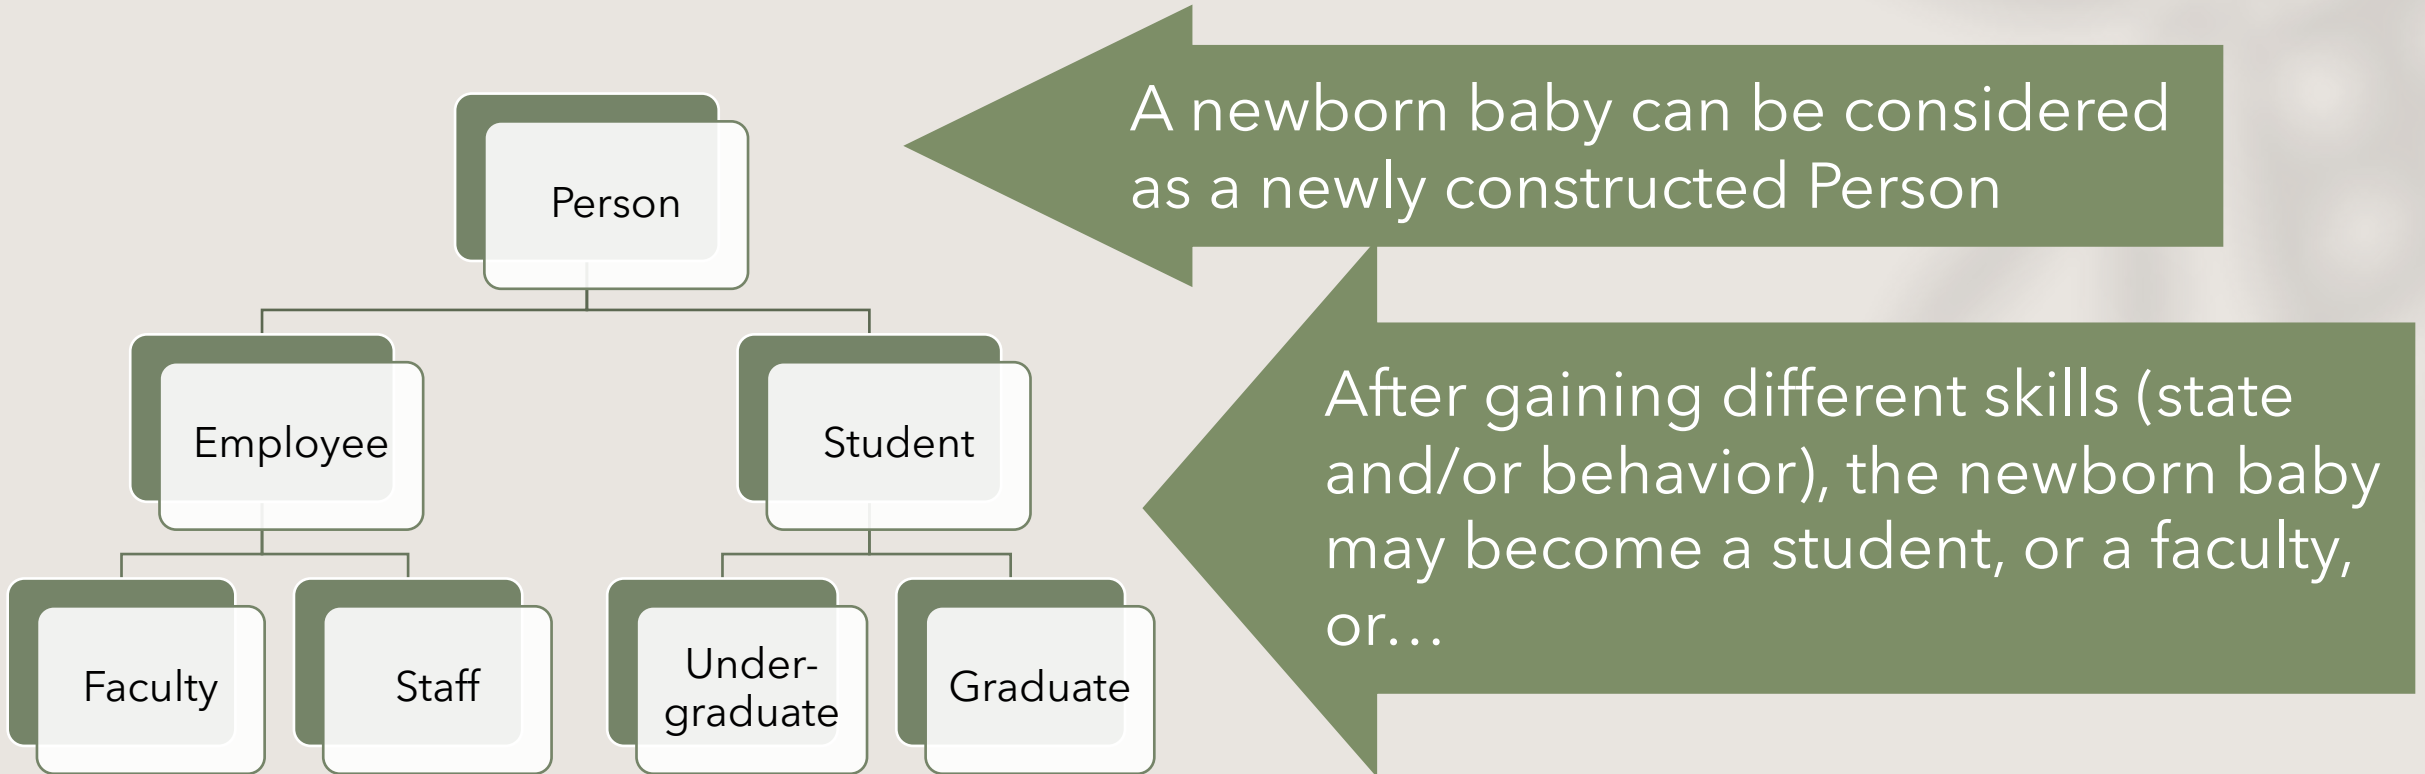 Person
A newborn baby can be considered
as a newly constructed Person
Employee
Student
After gaining different skills (state
and/or behavior), the newborn baby
may become a student, or a faculty,
or…
Faculty
Staff
Under-
graduate
Graduate